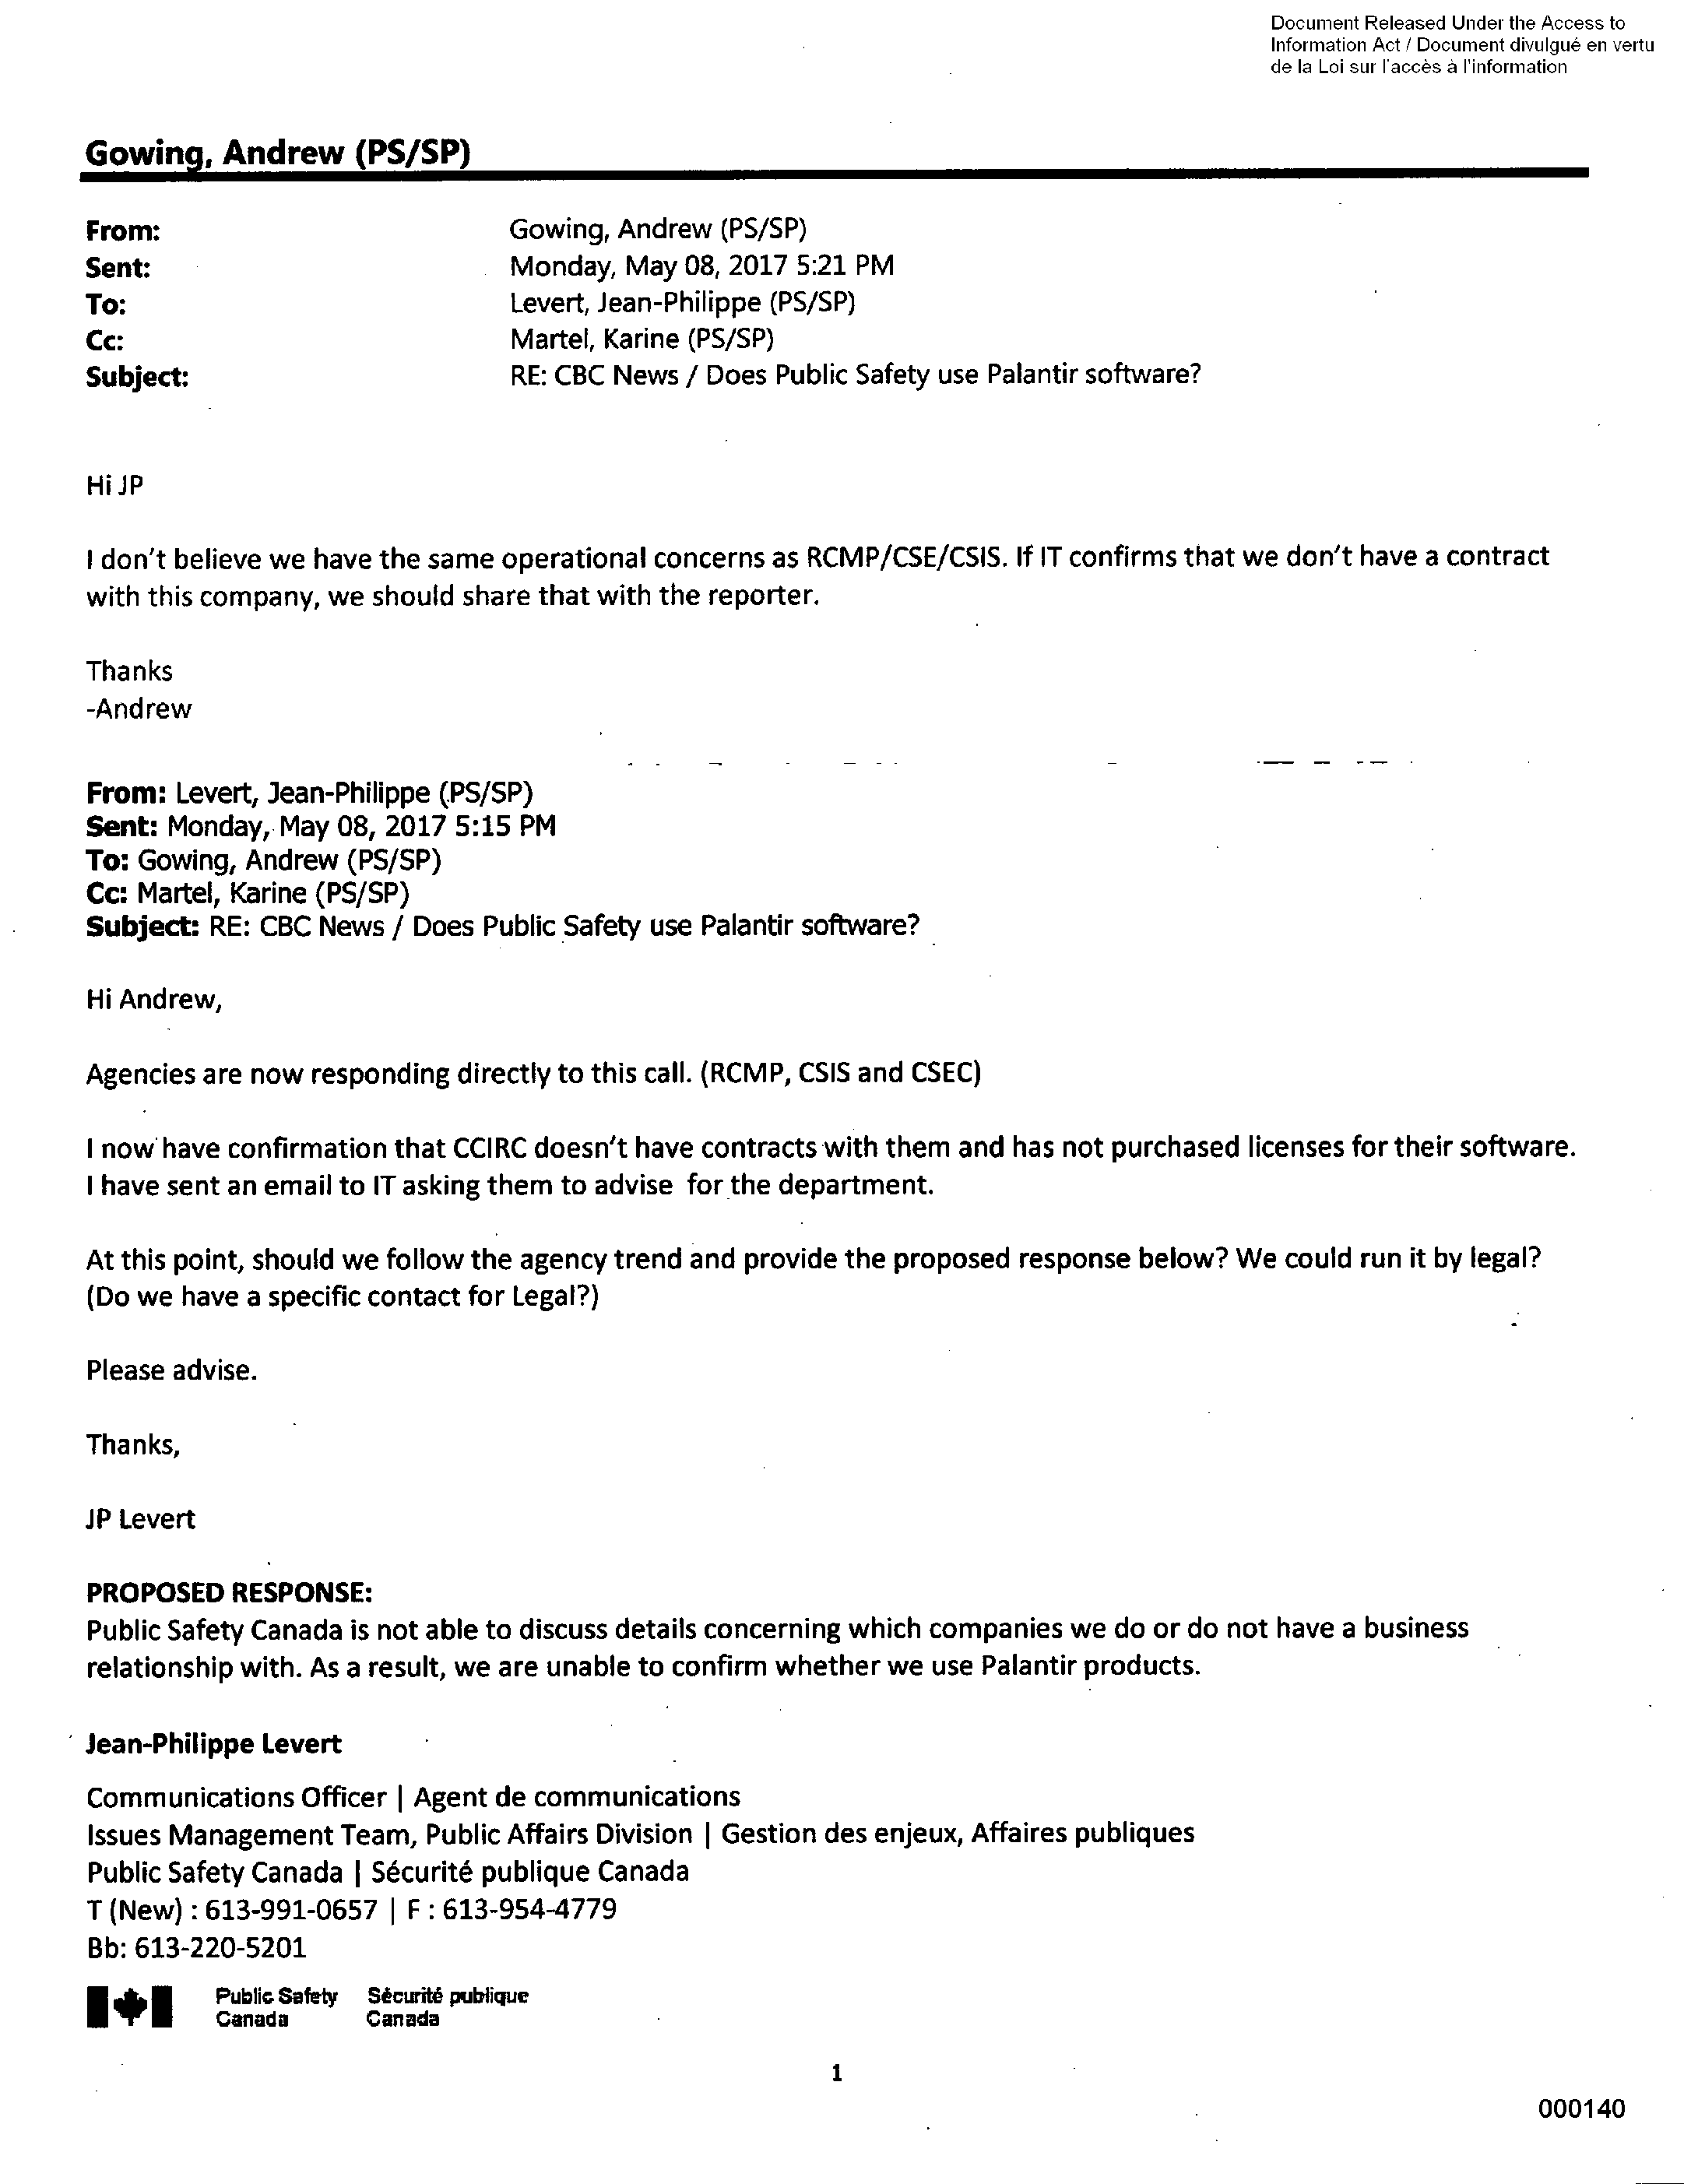 Document Released Under the Access to
Information Act / Document divulgué en vertu
de la Loi sur l'accès à l'information
Gowing, Andrew (PS/SP)
From: Gowing, Andrew (PS/SP)
Sent: Monday, May 08, 2017 5:21 PM
To: Levert, Jean-Philippe (PS/SP)
Cc: Martel, Karine (PS/SP)
Subject: RE: CBC News / Does Public Safety use Palantir software?
Hi JP
I don't believe we have the same operational concerns as RCMP/CSE/CSIS. If IT confirms that we don't have a contract
with this company, we should share that with the reporter.
Thanks
-Andrew
From: Levert, Jean-Philippe (PS/SP)
Sent: Monday, May 08, 2017 5:15 PM
To: Gowing, Andrew (PS/SP)
Cc: Martel, Karine (PS/SP)
Subject: RE: CBC News / Does Public Safety use Palantir software?
Hi Andrew,
Agencies are now responding directly to this call. (RCMP, CSIS and CSEC)
I now have confirmation that CCIRC doesn't have contracts with them and has not purchased licenses for their software.
I have sent an email to IT asking them to advise for the department.
At this point, should we follow the agency trend and provide the proposed response below? We could run it by legal?
(Do we have a specific contact for Legal?)
Please advise.
Thanks,
JP Levert
PROPOSED RESPONSE:
Public Safety Canada is not able to discuss details concerning which companies we do or do not have a business
relationship with. As a result, we are unable to confirm whether we use Palantir products.
Jean-Philippe Levert
Communications Officer | Agent de communications
Issues Management Team, Public Affairs Division | Gestion des enjeux, Affaires publiques
Public Safety Canada | Sécurité publique Canada
T (New) : 613-991-0657 | F : 613-954-4779
Bb: 613-220-5201
Public Safety Sécurité publique
Canada Canada
1
000140